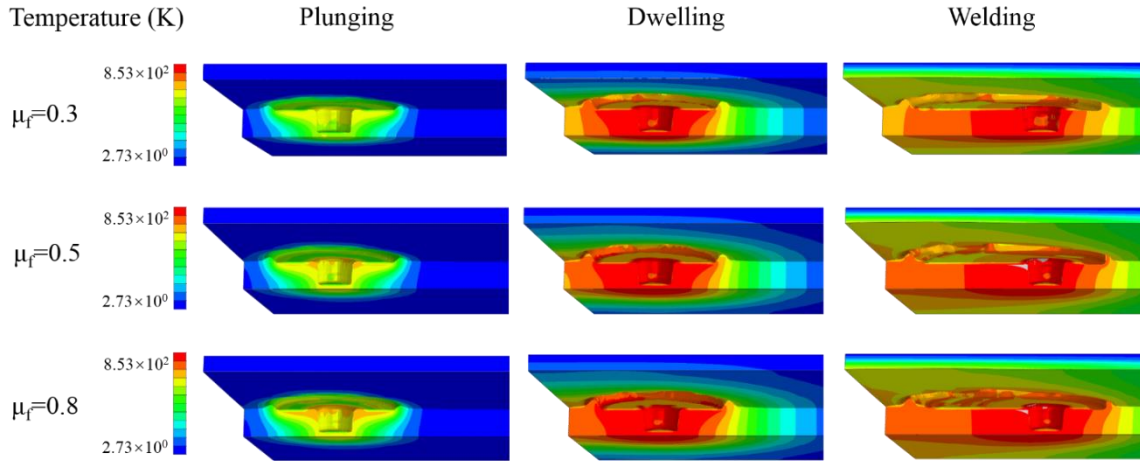 Temperature (K) Plunging Dwelling Welding
8.53×10²
μf=0.3
2.73×10⁰
8.53×10²
μf=0.5
2.73×10⁰
8.53×10²
μf=0.8
2.73×10⁰